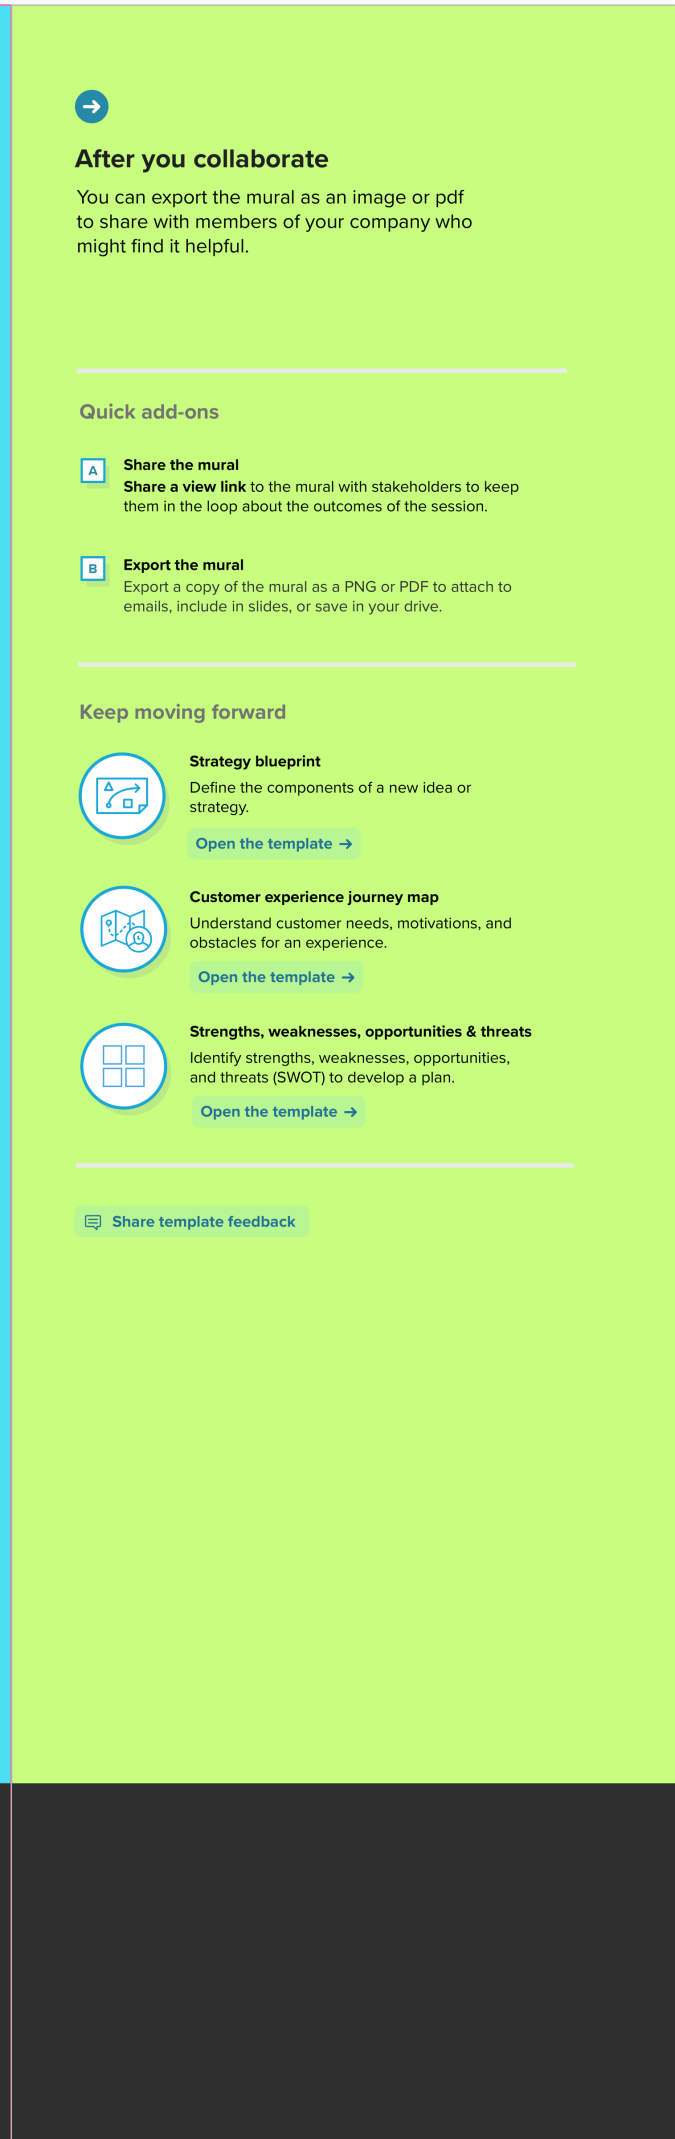 After you collaborate
You can export the mural as an image or pdf
to share with members of your company who
might find it helpful.
Quick add-ons
A
Share the mural
Share a view link to the mural with stakeholders to keep
them in the loop about the outcomes of the session.
B
Export the mural
Export a copy of the mural as a PNG or PDF to attach to
emails, include in slides, or save in your drive.
Keep moving forward
Strategy blueprint
Define the components of a new idea or
strategy.
Open the template →
Customer experience journey map
Understand customer needs, motivations, and
obstacles for an experience.
Open the template →
Strengths, weaknesses, opportunities & threats
Identify strengths, weaknesses, opportunities,
and threats (SWOT) to develop a plan.
Open the template →
Share template feedback